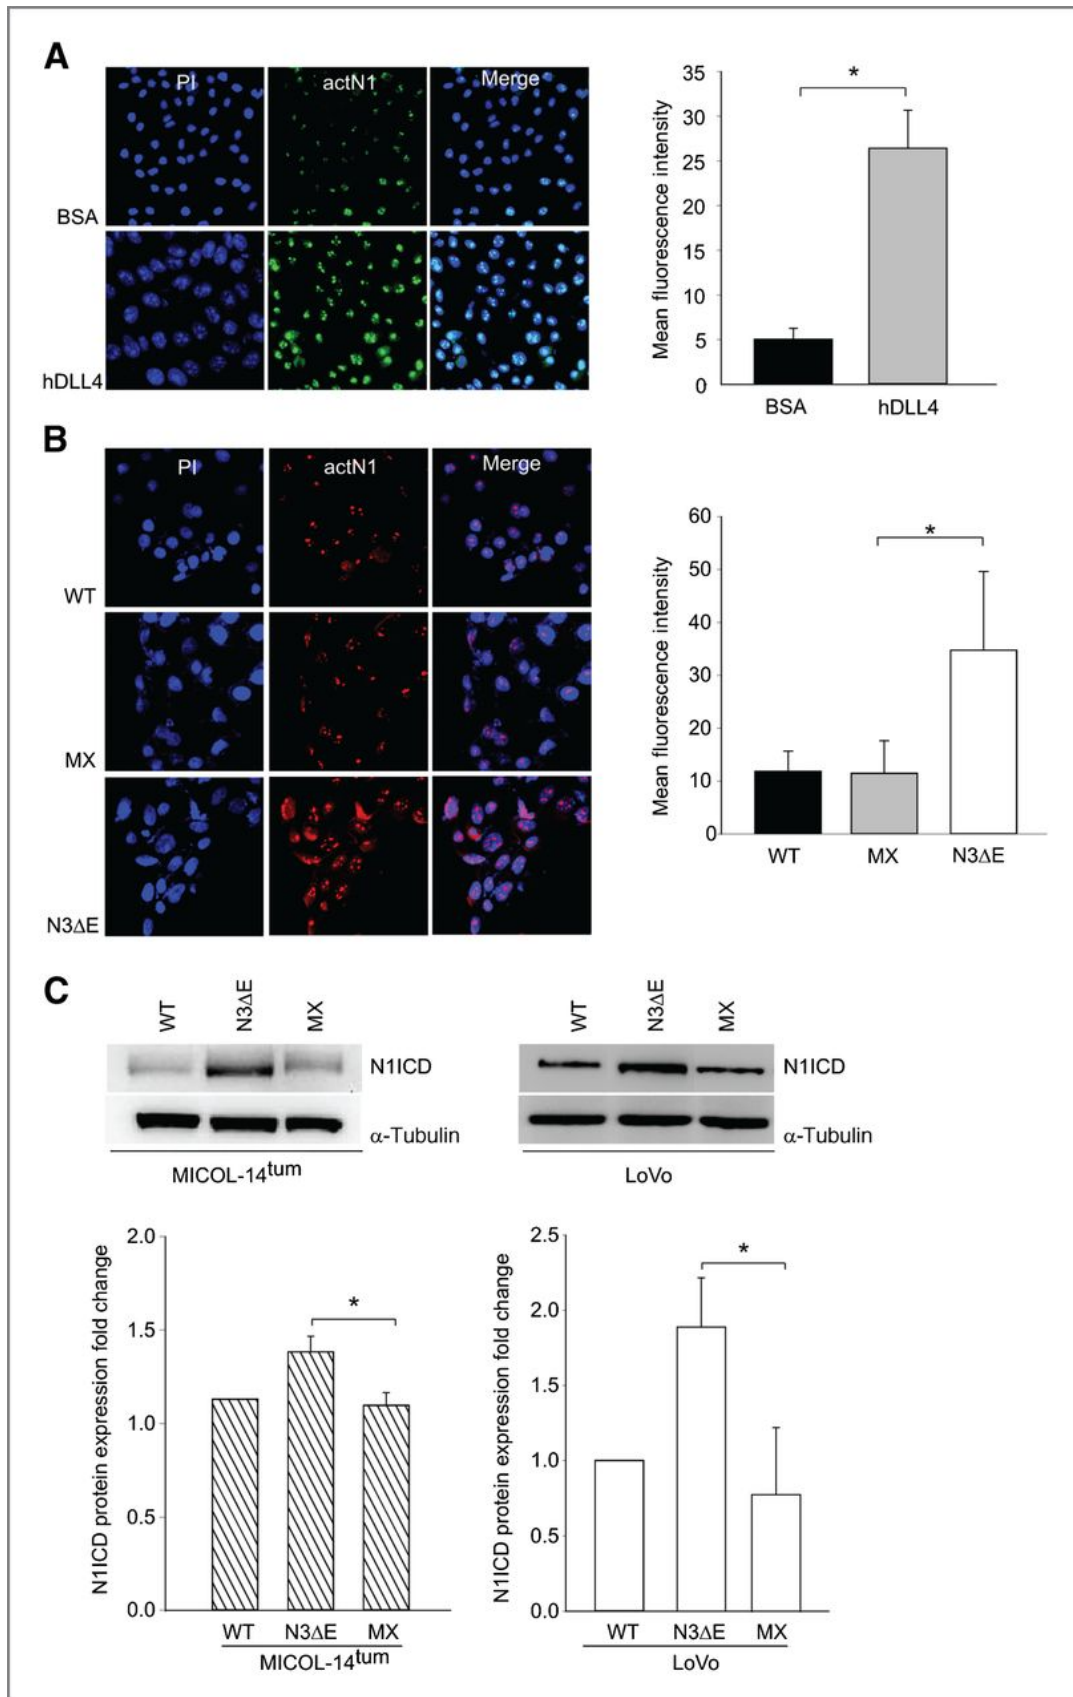 A
PI actN1 Merge
BSA
hDLL4
Mean fluorescence intensity
35
30
25
20
15
10
5
0
*
BSA hDLL4
B
PI actN1 Merge
WT
MX
N3ΔE
Mean fluorescence intensity
60
50
40
30
20
10
0
*
WT MX N3ΔE
C
WT N3ΔE MX
N1ICD
α-Tubulin
MICOL-14tum
WT N3ΔE MX
N1ICD
α-Tubulin
LoVo
N1ICD protein expression fold change
2.0
1.5
1.0
0.5
0.0
*
WT N3ΔE MX
MICOL-14tum
N1ICD protein expression fold change
2.5
2.0
1.5
1.0
0.5
0.0
*
WT N3ΔE MX
LoVo